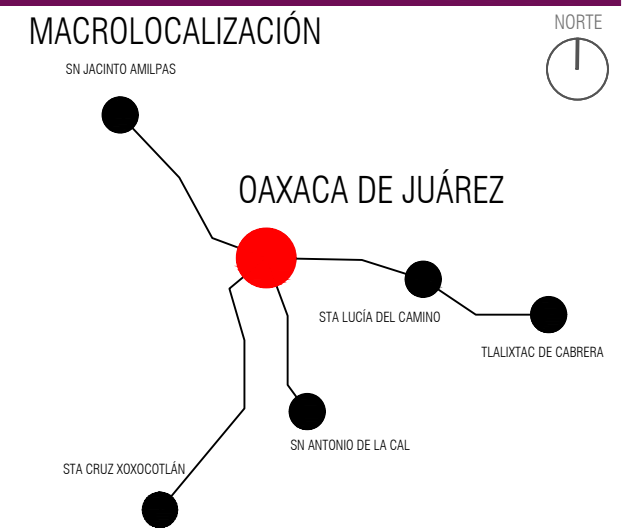 MACROLOCALIZACIÓN
NORTE
SN JACINTO AMILPAS
OAXACA DE JUÁREZ
STA LUCÍA DEL CAMINO
TLALIXTAC DE CABRERA
SN ANTONIO DE LA CAL
STA CRUZ XOXOCOTLÁN